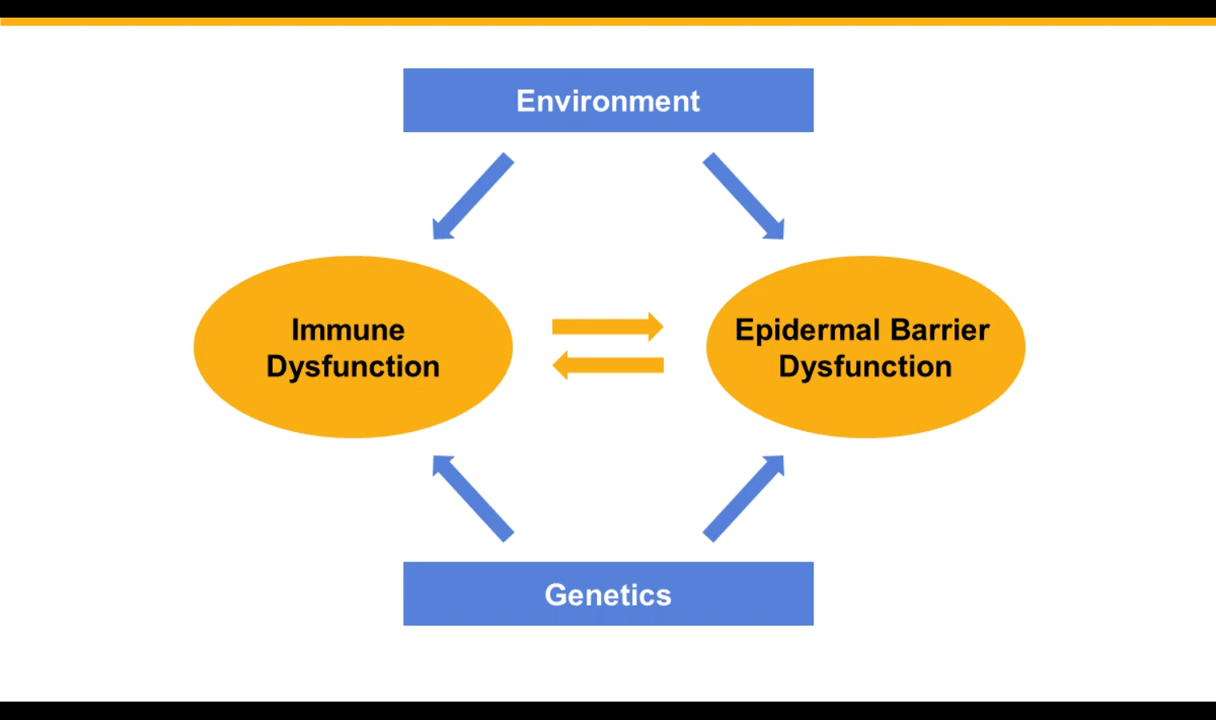 Environment
Immune
Dysfunction
Epidermal Barrier
Dysfunction
Genetics